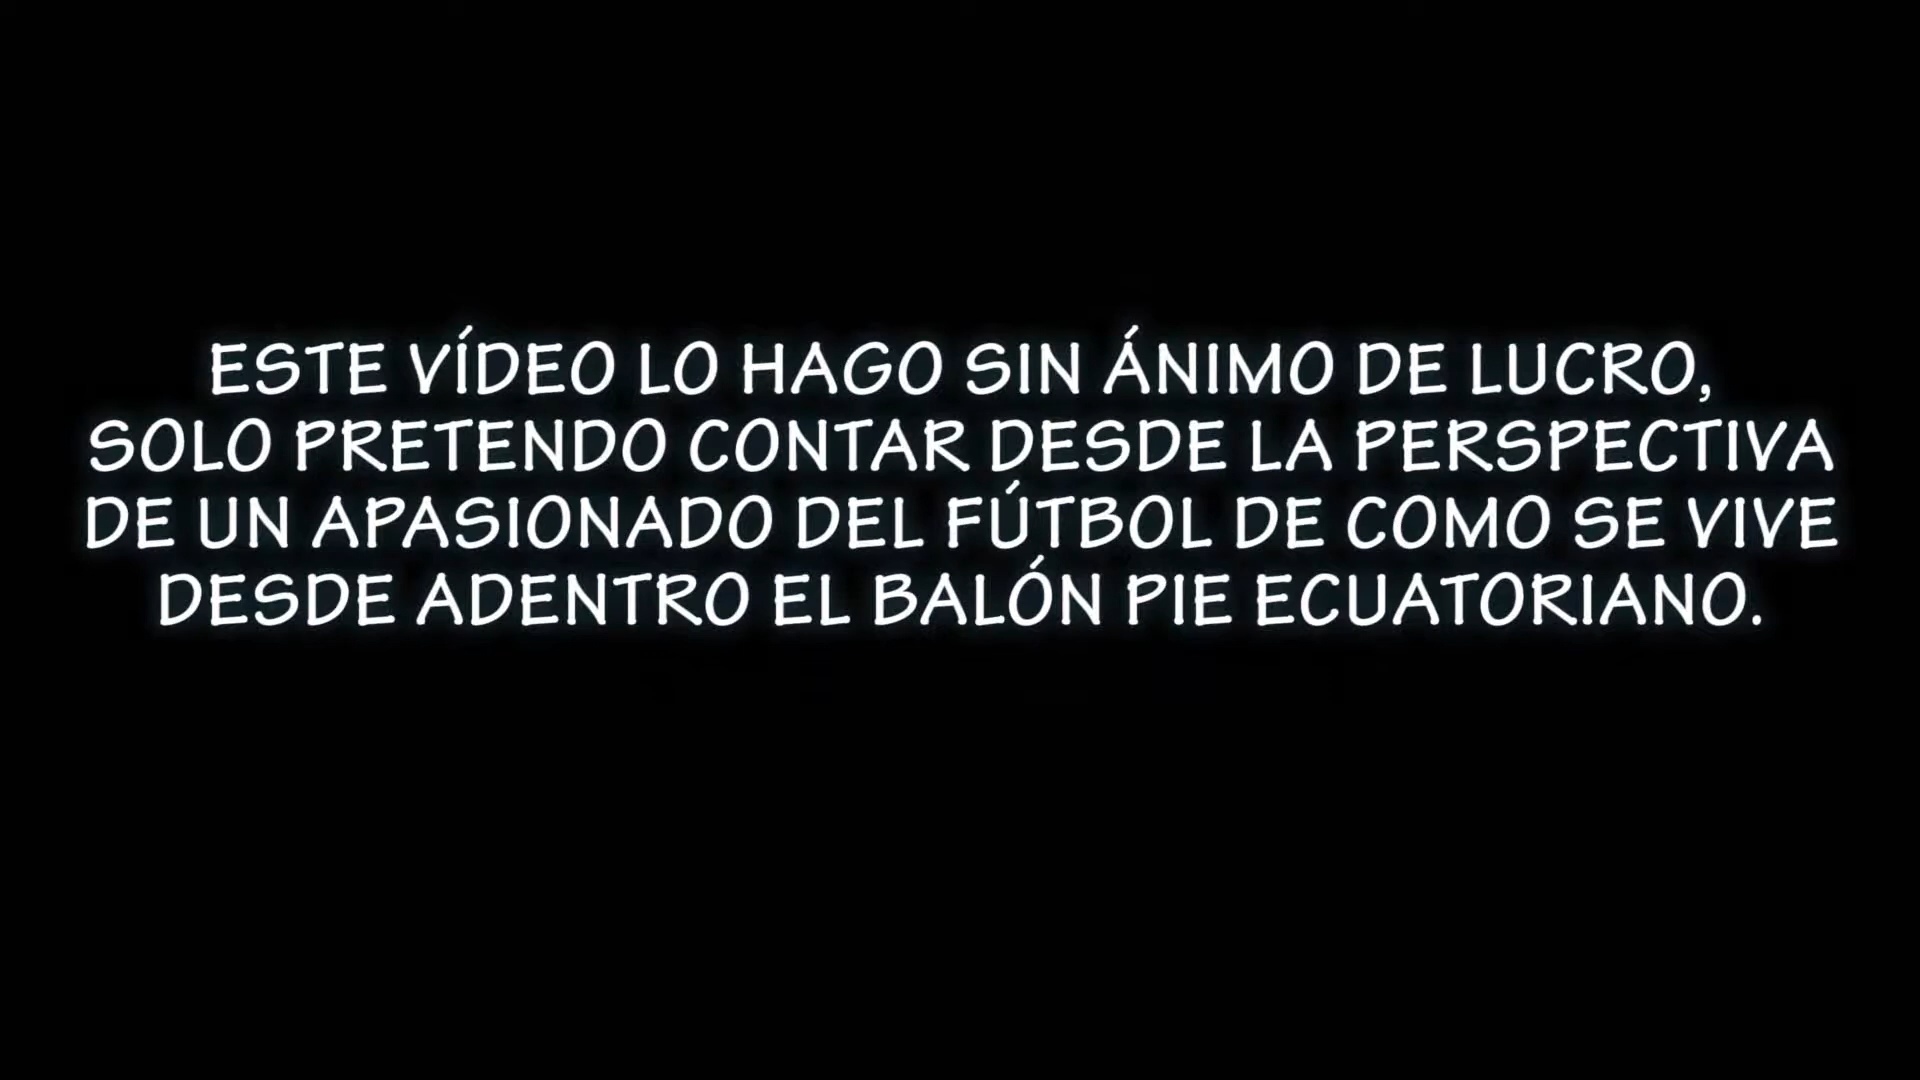 ESTE VÍDEO LO HAGO SIN ÁNIMO DE LUCRO,
SOLO PRETENDO CONTAR DESDE LA PERSPECTIVA
DE UN APASIONADO DEL FÚTBOL DE COMO SE VIVE
DESDE ADENTRO EL BALÓN PIE ECUATORIANO.